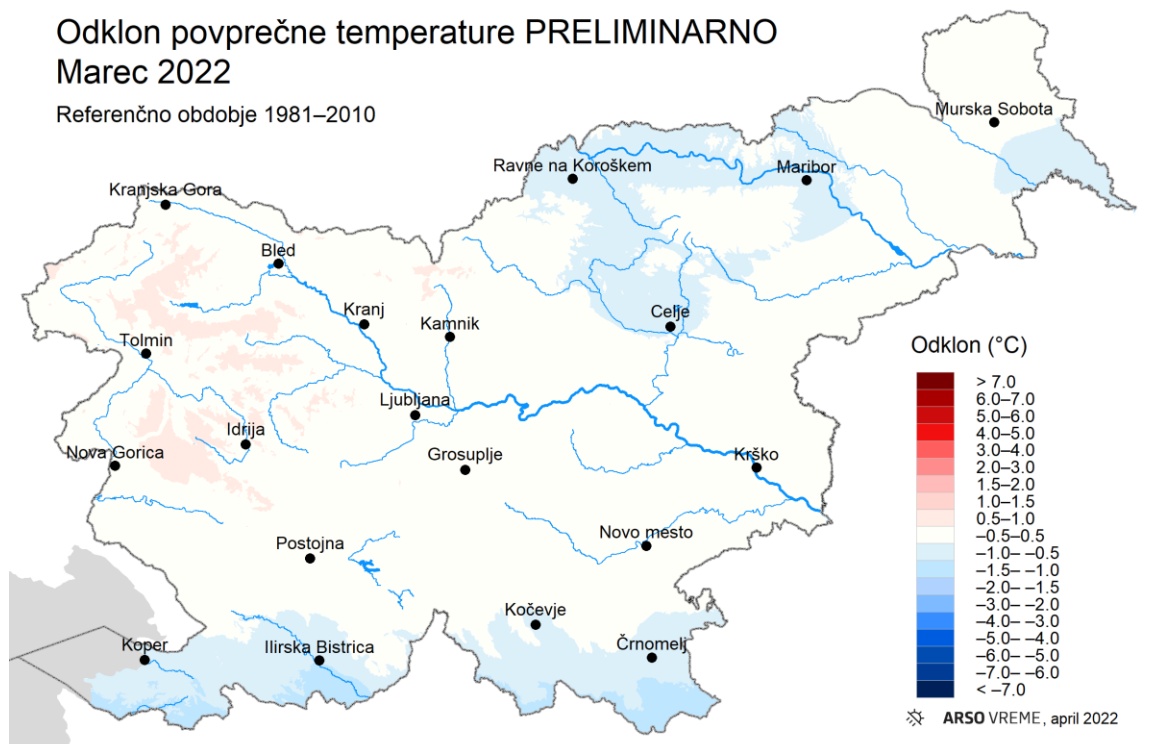 Odklon povprečne temperature PRELIMINARNO
Marec 2022
Referenčno obdobje 1981–2010
Murska Sobota
Ravne na Koroškem
Maribor
Kranjska Gora
Bled
Kranj
Kamnik
Celje
Tolmin
Ljubljana
Idrija
Nova Gorica
Grosuplje
Krško
Novo mesto
Postojna
Kočevje
Koper
Ilirska Bistrica
Črnomelj
Odklon (°C)
> 7.0
6.0–7.0
5.0–6.0
4.0–5.0
3.0–4.0
2.0–3.0
1.5–2.0
1.0–1.5
0.5–1.0
–0.5–0.5
–1.0– –0.5
–1.5– –1.0
–2.0– –1.5
–3.0– –2.0
–4.0– –3.0
–5.0– –4.0
–6.0– –5.0
–7.0– –6.0
< –7.0
ARSO VREME, april 2022